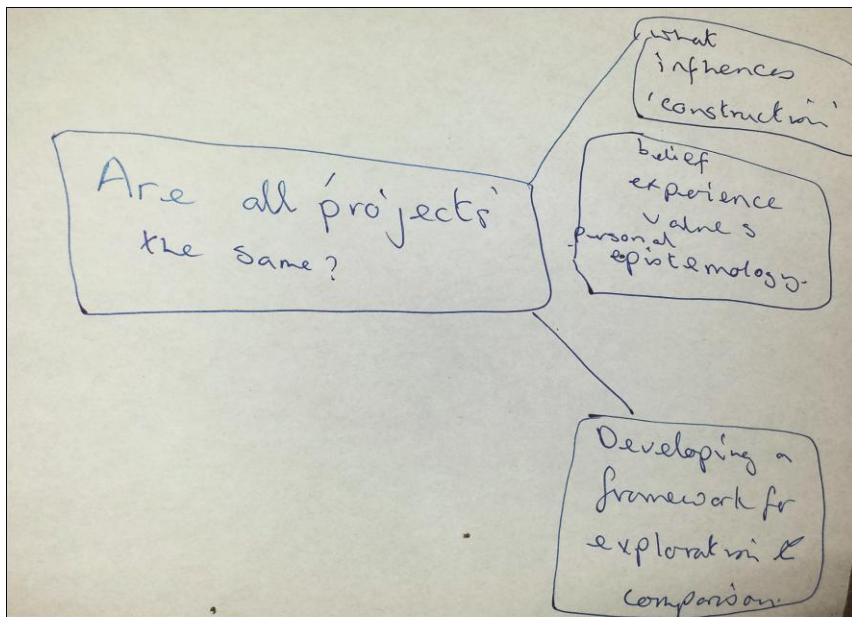 Are all 'projects'
the same?
what
influences
'construction'
belief
experience
values
personal
epistemology.
Developing a
framework for
exploration &
comparison.